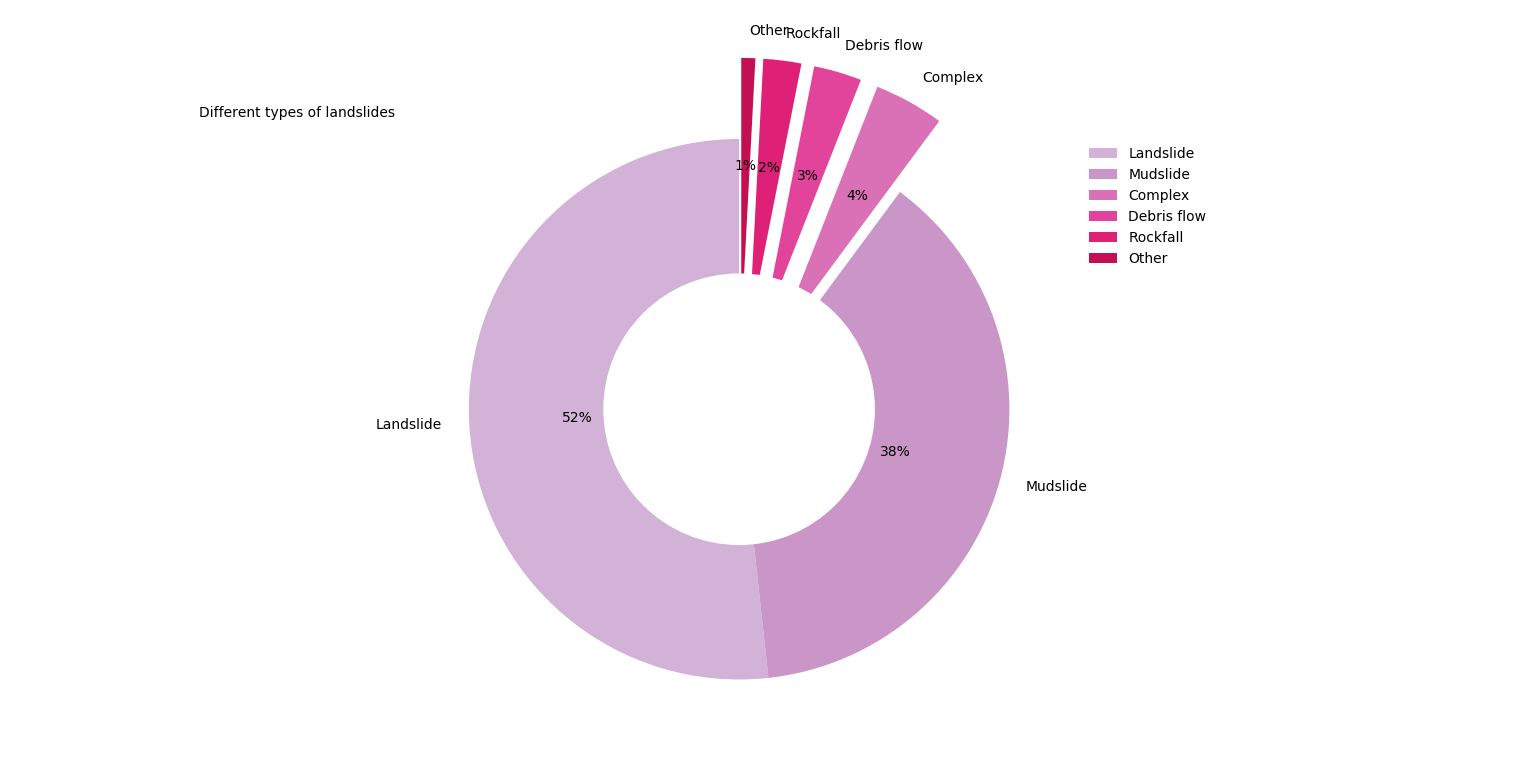 Other
Rockfall
Debris flow
Complex
Different types of landslides
Landslide
Mudslide
Complex
Debris flow
Rockfall
Other
1%
2%
3%
4%
52%
38%
Landslide
Mudslide